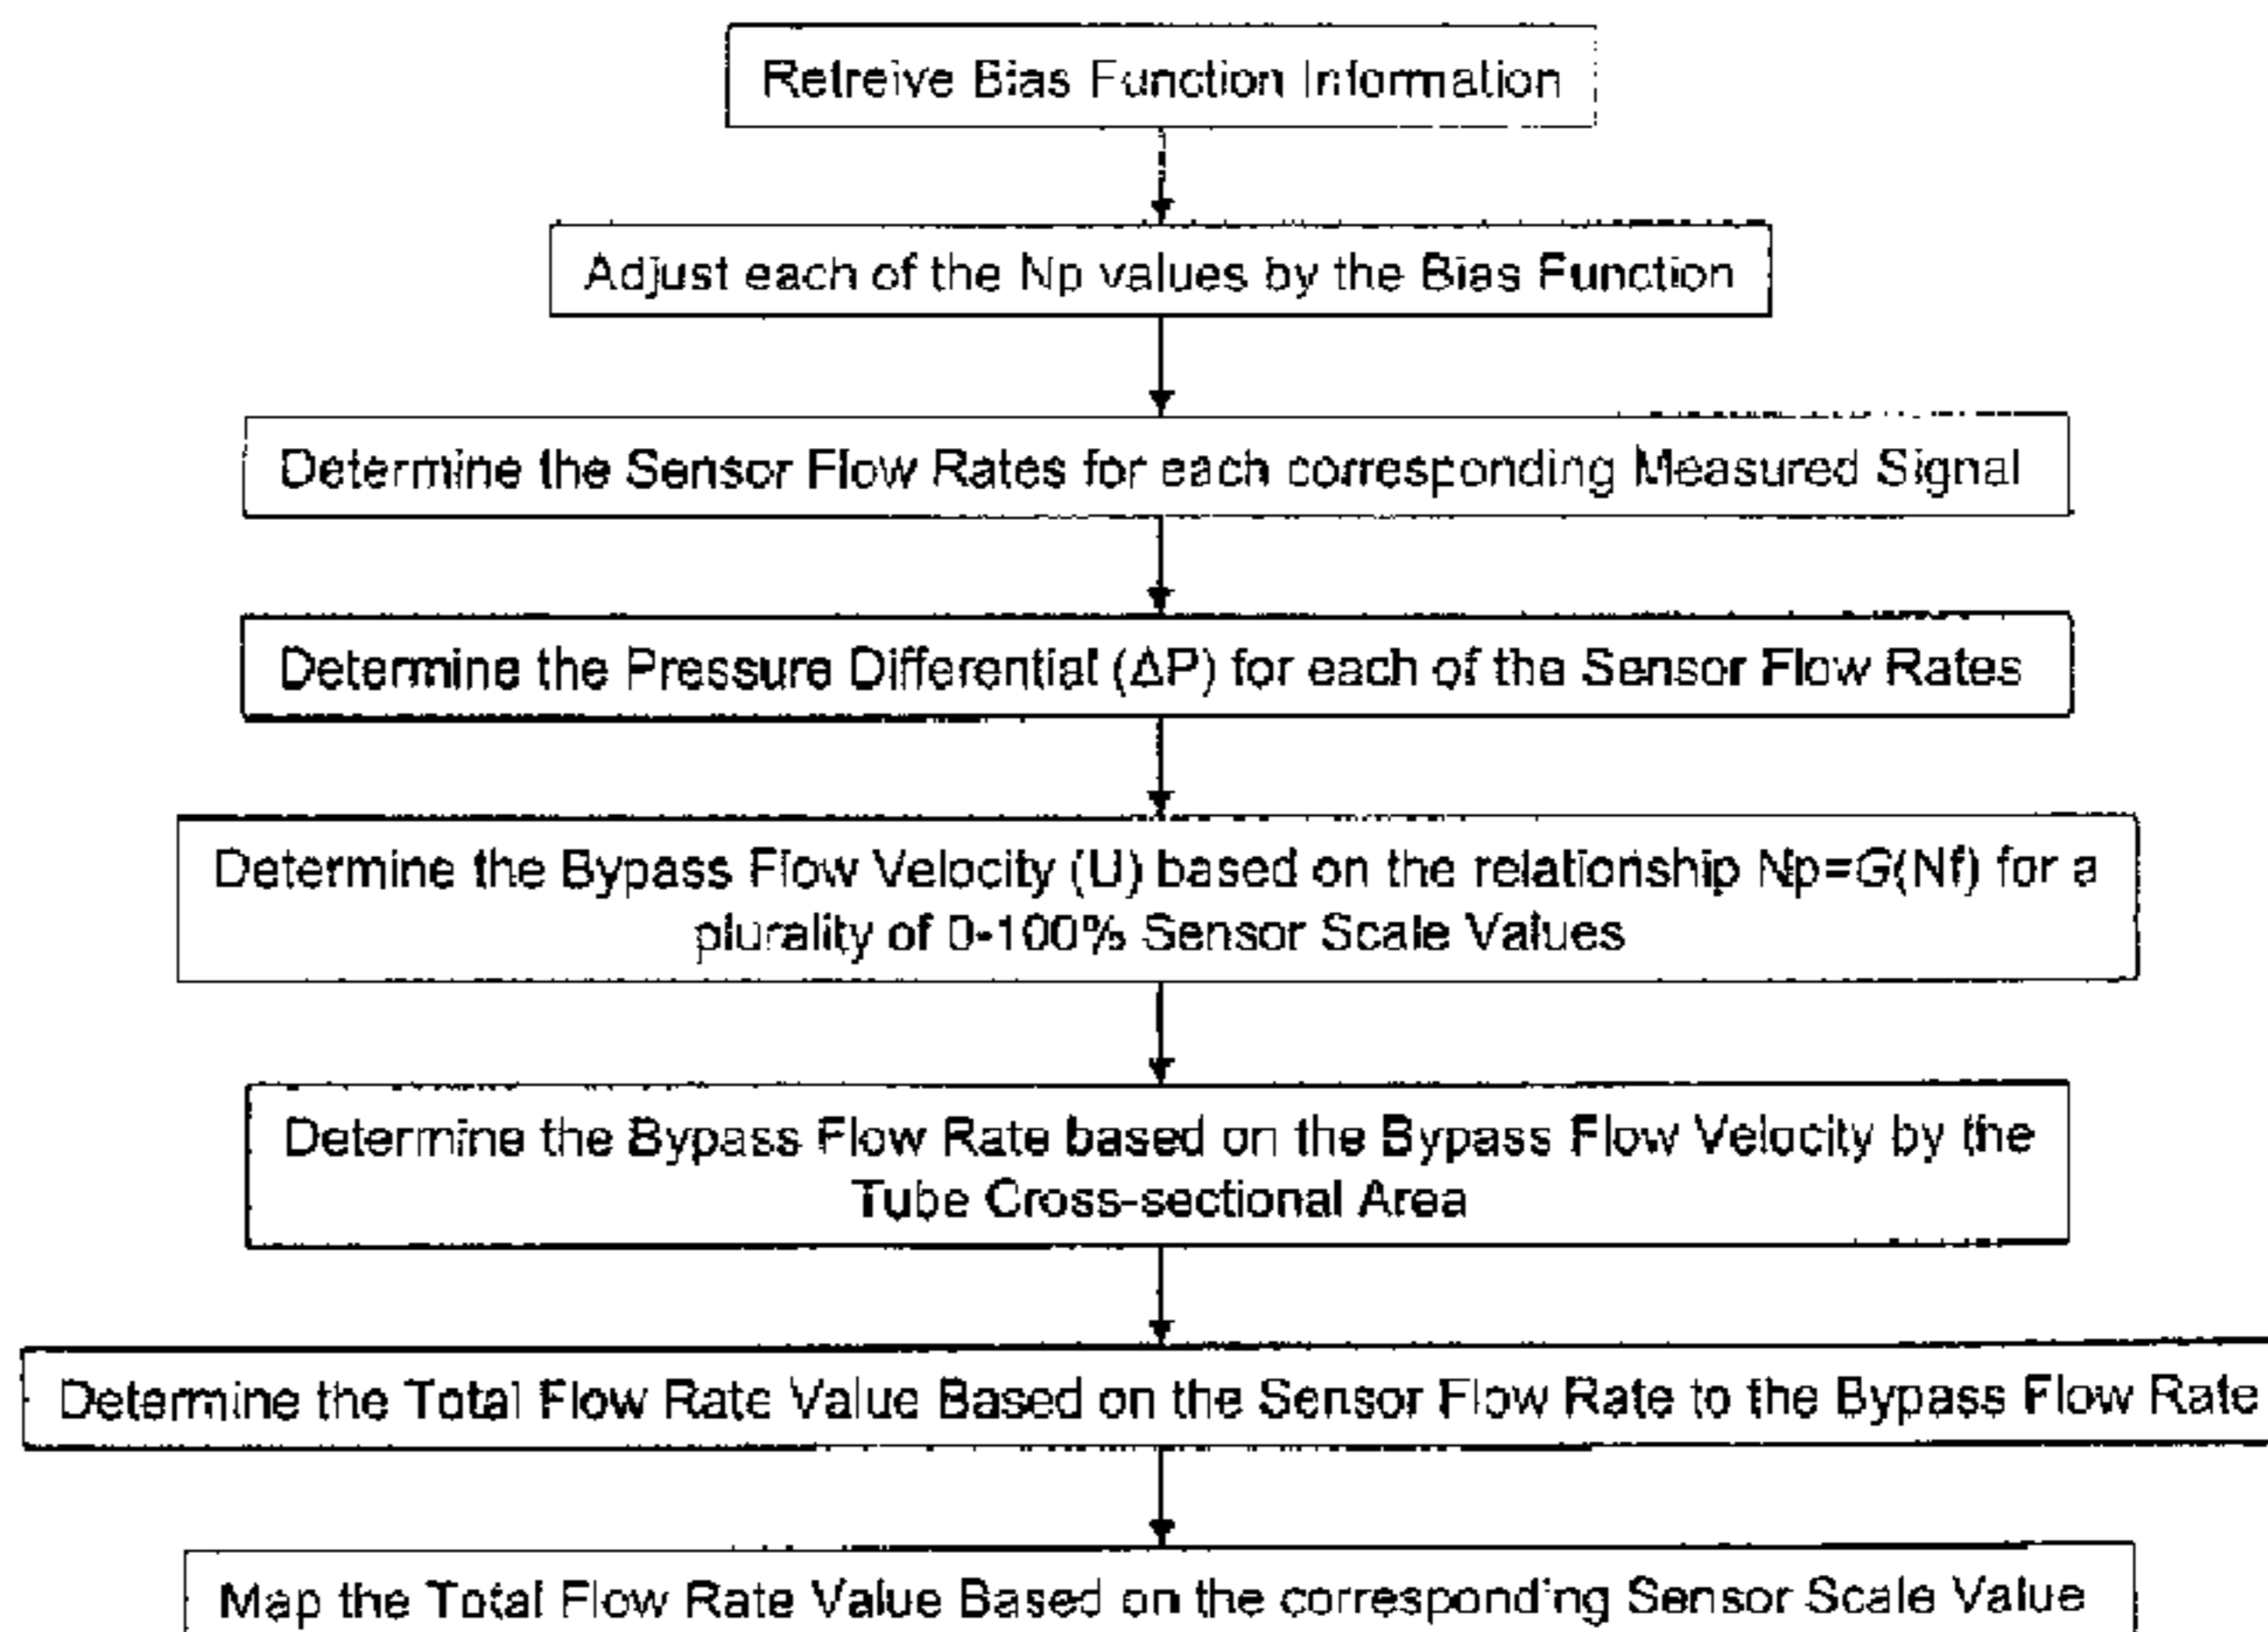 Retreive Bias Function Information
Adjust each of the Np values by the Bias Function
Determine the Sensor Flow Rates for each corresponding Measured Signal
Determine the Pressure Differential (ΔP) for each of the Sensor Flow Rates
Determine the Bypass Flow Velocity (U) based on the relationship Np=G(Nf) for a
plurality of 0-100% Sensor Scale Values
Determine the Bypass Flow Rate based on the Bypass Flow Velocity by the
Tube Cross-sectional Area
Determine the Total Flow Rate Value Based on the Sensor Flow Rate to the Bypass Flow Rate
Map the Total Flow Rate Value Based on the corresponding Sensor Scale Value